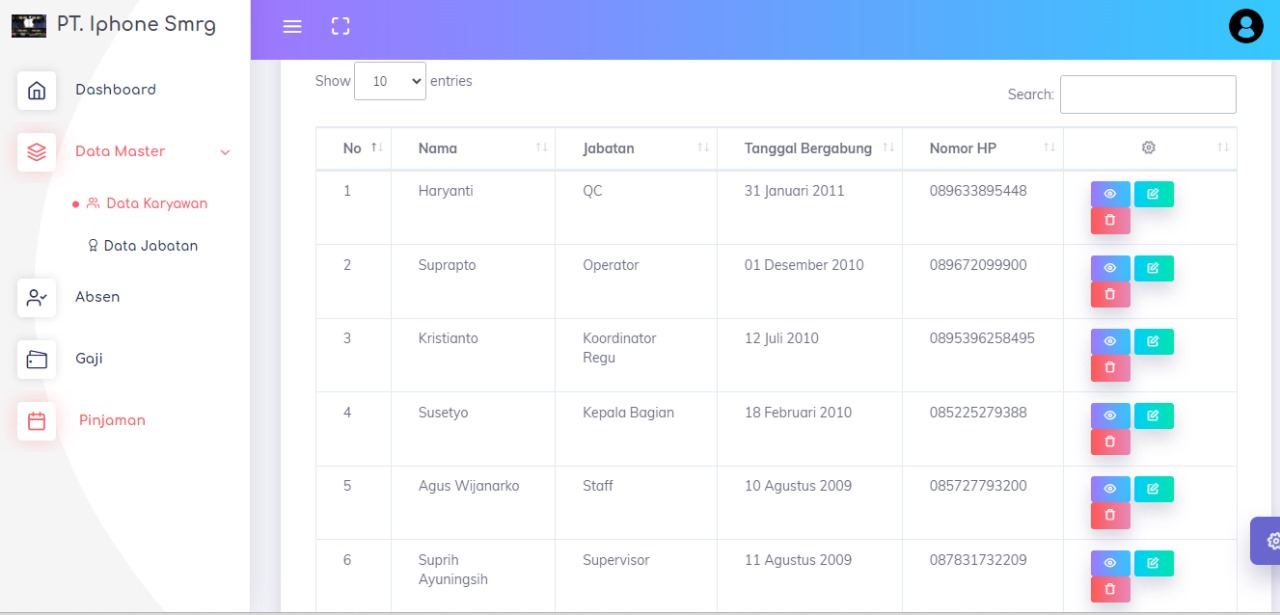 PT. Iphone Smrg
Dashboard
Data Master
Data Karyawan
Data Jabatan
Absen
Gaji
Pinjaman
Show 10 entries
Search:
No Nama Jabatan Tanggal Bergabung Nomor HP
1 Haryanti QC 31 Januari 2011 089633895448
2 Suprapto Operator 01 Desember 2010 089672099900
3 Kristianto Koordinator 12 Juli 2010 0895396258495
Regu
4 Susetyo Kepala Bagian 18 Februari 2010 085225279388
5 Agus Wijanarko Staff 10 Agustus 2009 085727793200
6 Suprih Supervisor 11 Agustus 2009 087831732209
Ayuningsih